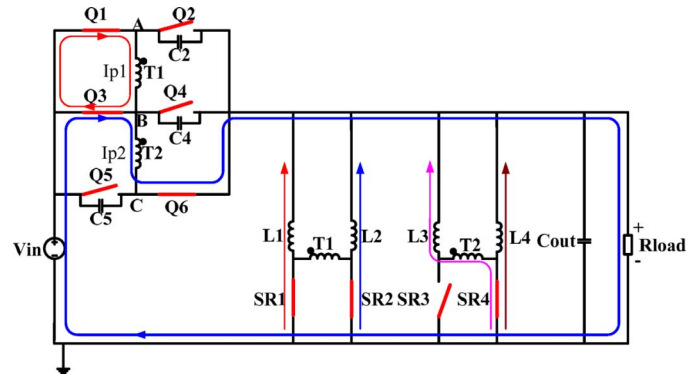 Q1 A Q2
C2
Ip1 T1
Q3 B Q4
C4
Ip2 T2
Q5
C5 C Q6
Vin
L1 T1 L2 L3 T2 L4 Cout + Rload -
SR1 SR2 SR3 SR4